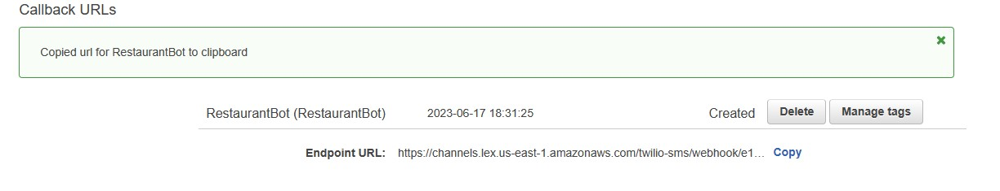 Callback URLs
Copied url for RestaurantBot to clipboard
RestaurantBot (RestaurantBot) 2023-06-17 18:31:25 Created Delete Manage tags
Endpoint URL: https://channels.lex.us-east-1.amazonaws.com/twilio-sms/webhook/e1… Copy